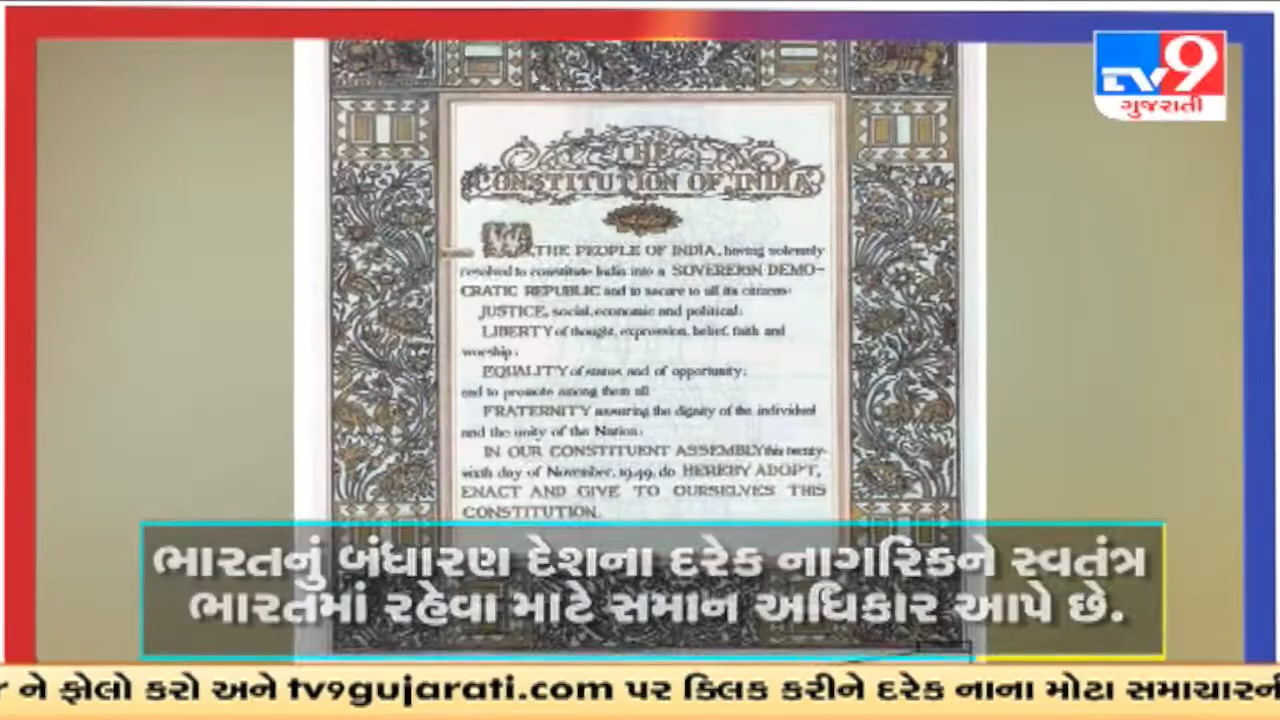 TV9
ગુજરાતી
THE
CONSTITUTION OF INDIA
WE, THE PEOPLE OF INDIA, having solemnly
resolved to constitute India into a SOVEREIGN DEMO-
CRATIC REPUBLIC and to secure to all its citizens:
JUSTICE, social, economic and political;
LIBERTY of thought, expression, belief, faith and
worship;
EQUALITY of status and of opportunity;
and to promote among them all
FRATERNITY assuring the dignity of the individual
and the unity of the Nation;
IN OUR CONSTITUENT ASSEMBLY this twenty-
sixth day of November, 1949, do HEREBY ADOPT,
ENACT AND GIVE TO OURSELVES THIS
CONSTITUTION.
ભારતનું બંધારણ દેશના દરેક નાગરિકને સ્વતંત્ર
ભારતમાં રહેવા માટે સમાન અધિકાર આપે છે.
r ને ફોલો કરો અને tv9gujarati.com પર ક્લિક કરીને દરેક નાના મોટા સમાચારની